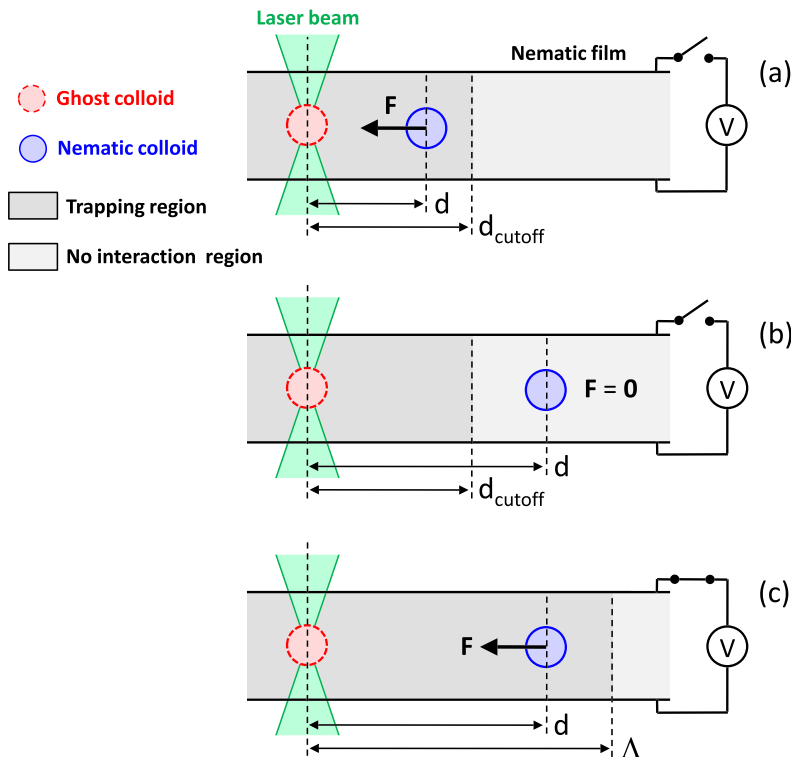 Laser beam
Nematic film
(a)
Ghost colloid
F
Nematic colloid
V
Trapping region
d
d_cutoff
No interaction region
(b)
F = 0
V
d
d_cutoff
(c)
F
V
d
Λ